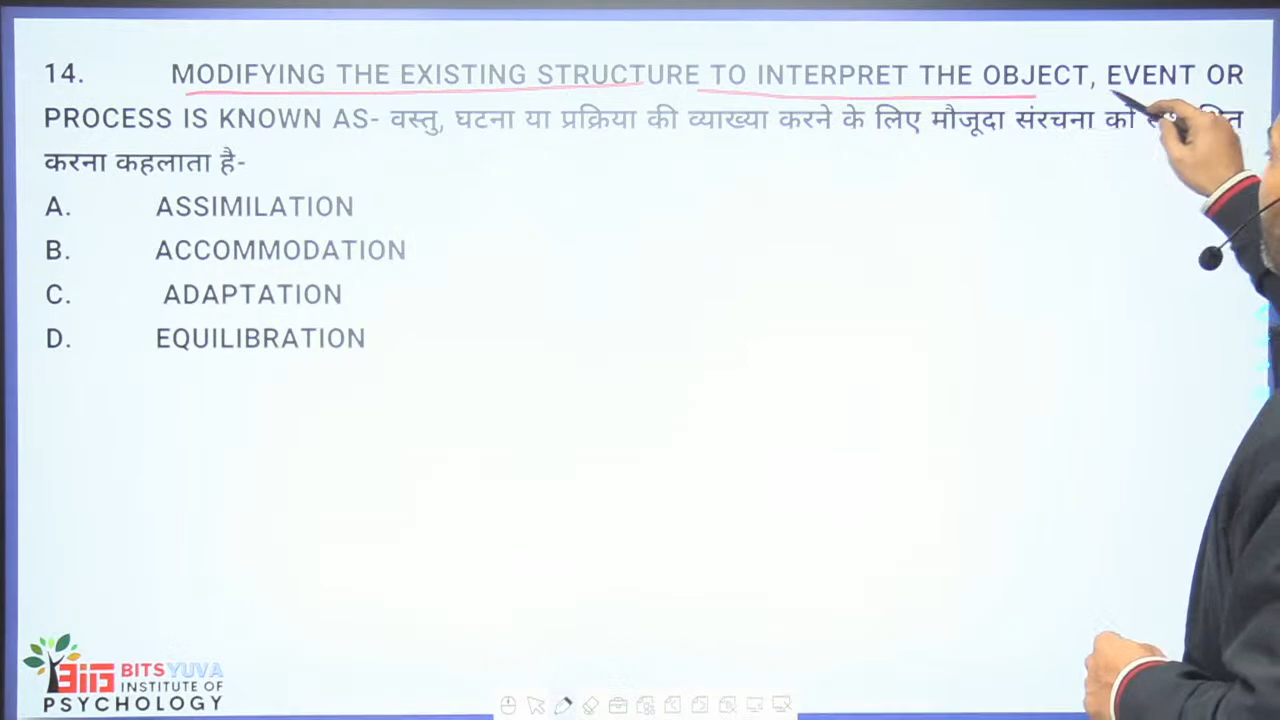 14. MODIFYING THE EXISTING STRUCTURE TO INTERPRET THE OBJECT, EVENT OR
PROCESS IS KNOWN AS- वस्तु, घटना या प्रक्रिया की व्याख्या करने के लिए मौजूदा संरचना को
करना कहलाता है-
A. ASSIMILATION
B. ACCOMMODATION
C. ADAPTATION
D. EQUILIBRATION
BITS YUVA
INSTITUTE OF
PSYCHOLOGY